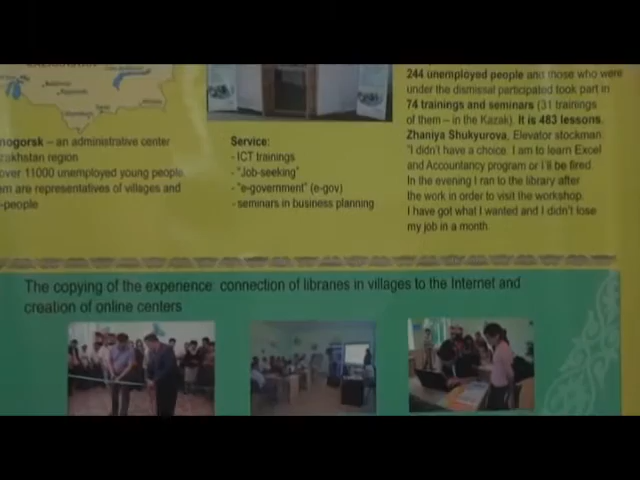 nogorsk – an administrative center
zakhstan region
over 11000 unemployed young people
em are representatives of villages and
-people
Service:
- ICT trainings
- "Job-seeking"
- "e-government" (e-gov)
- seminars in business planning
244 unemployed people and those who were
under the dismissal participated took part in
74 trainings and seminars (31 trainings
of them – in the Kazak). It is 483 lessons.
Zhaniya Shukyurova, Elevator stockman:
"I didn't have a choice. I am to learn Excel
and Accountancy program or I'll be fired.
In the evening I ran to the library after
the work in order to visit the workshop.
I have got what I wanted and I didn't lose
my job in a month.
The copying of the experience: connection of libranes in villages to the Internet and
creation of online centers